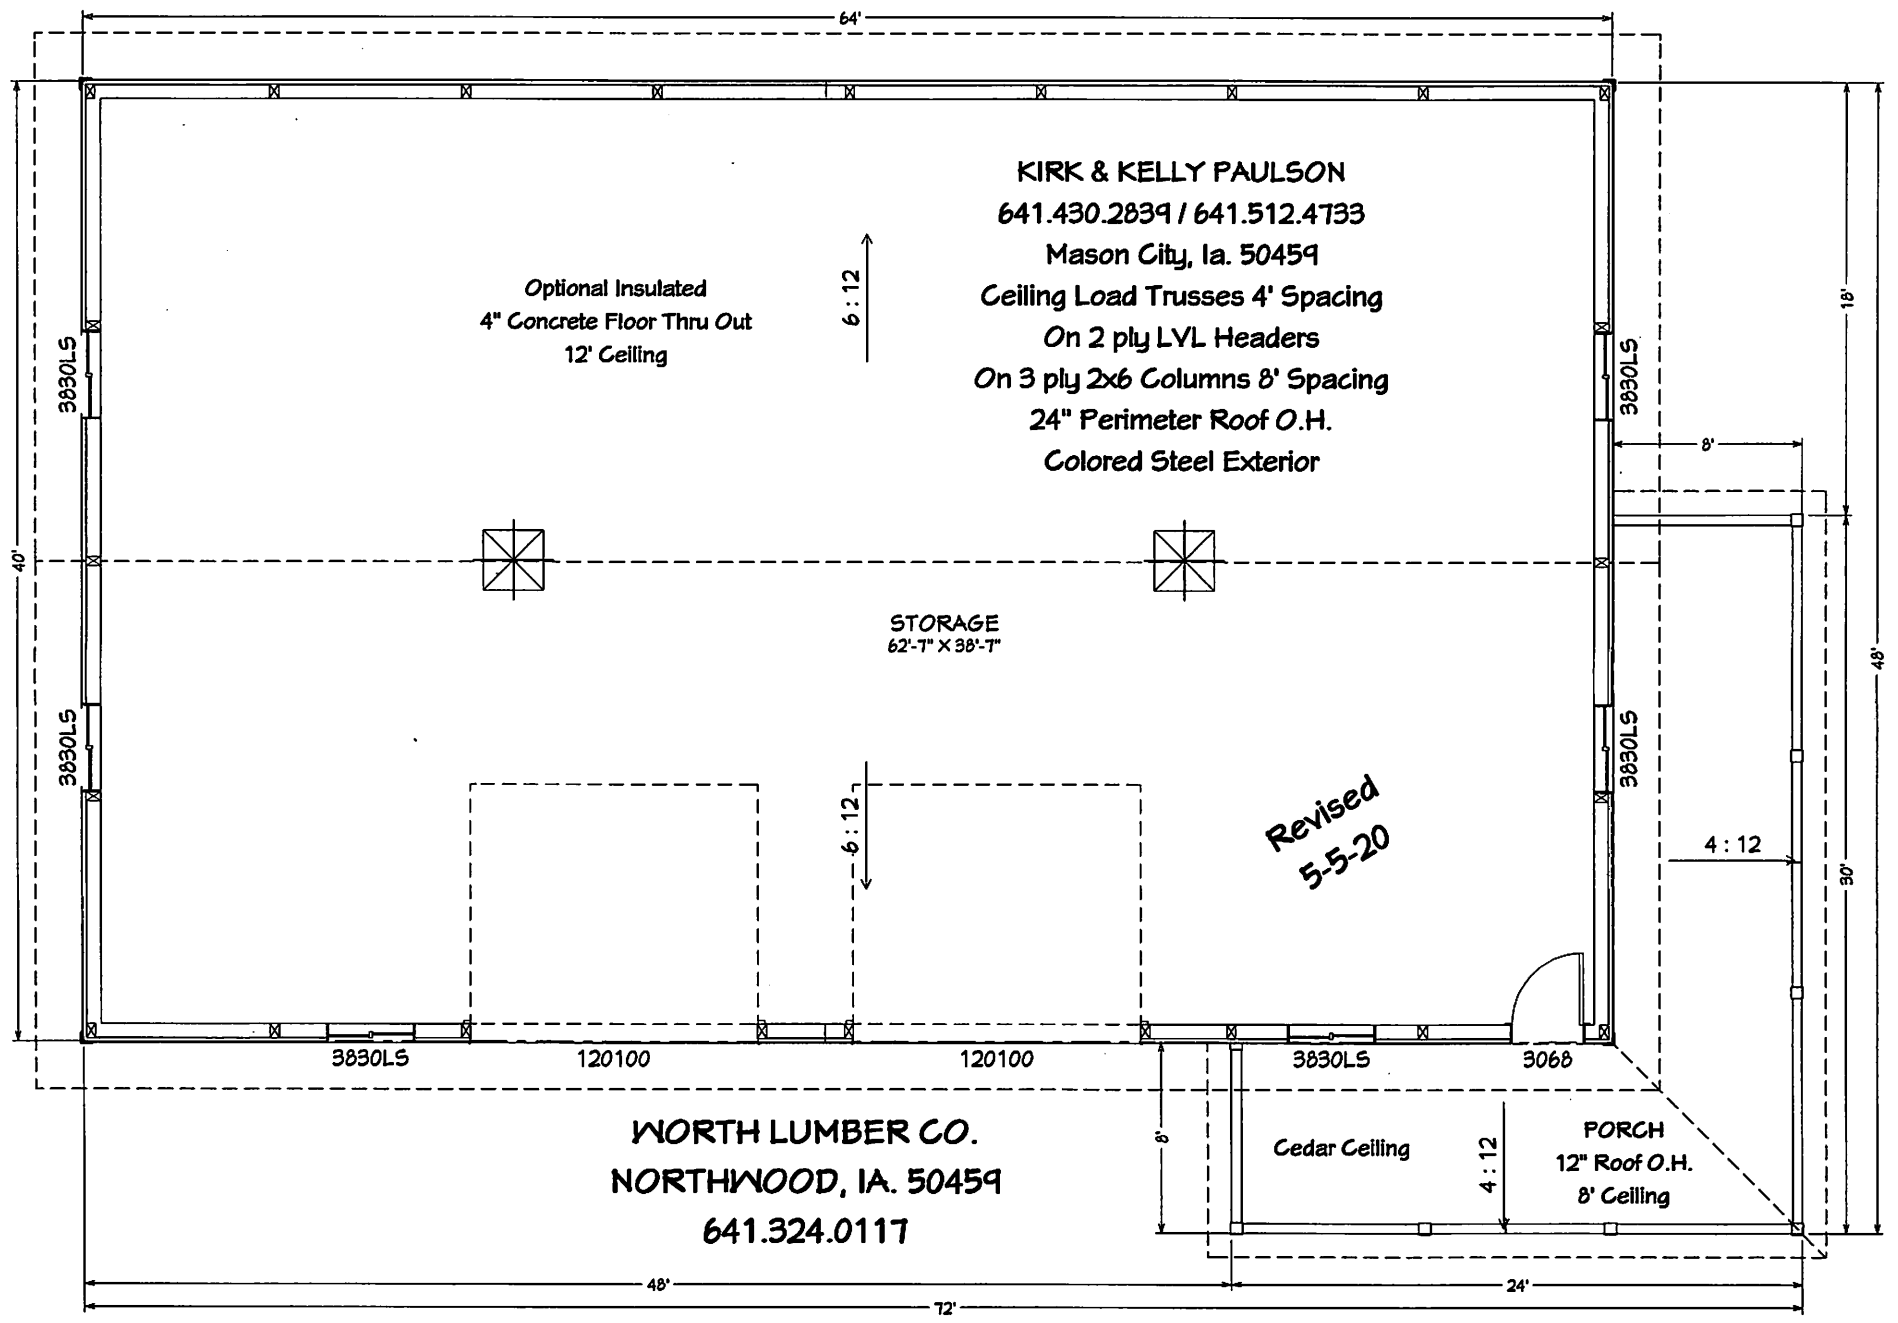 64'
KIRK & KELLY PAULSON
641.430.2839 / 641.512.4733
Mason City, Ia. 50459
Ceiling Load Trusses 4' Spacing
On 2 ply LVL Headers
On 3 ply 2x6 Columns 8' Spacing
24" Perimeter Roof O.H.
Colored Steel Exterior
Optional Insulated
4" Concrete Floor Thru Out
12' Ceiling
6 : 12
18'
3830LS
3830LS
8'
40'
STORAGE
62'-7" X 38'-7"
48'
3830LS
3830LS
6 : 12
Revised
5-5-20
4 : 12
30'
3830LS
120100
120100
3830LS
3068
WORTH LUMBER CO.
NORTHWOOD, IA. 50459
641.324.0117
8'
Cedar Ceiling
4 : 12
PORCH
12" Roof O.H.
8' Ceiling
48'
24'
72'